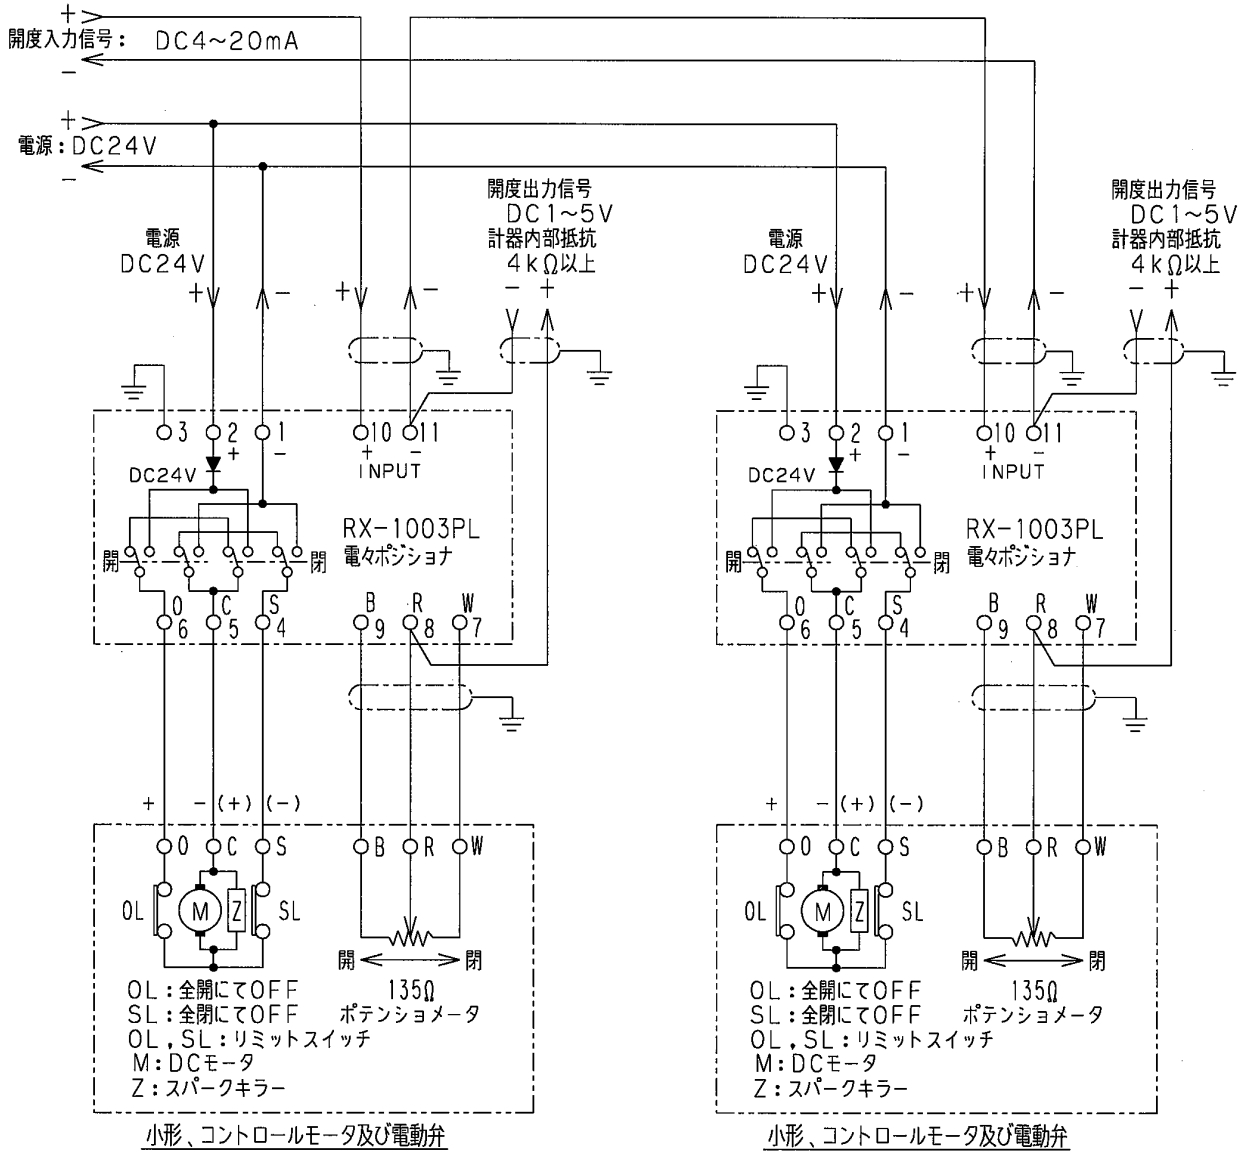 +
開度入力信号: DC4~20mA
−
+
電源:DC24V
−
開度出力信号
DC1~5V
計器内部抵抗
4kΩ以上
− +
電源
DC24V
+ −
+ −
3 2 1 10 11
+ − + −
DC24V INPUT
RX-1003PL
電々ポジショナ
開 閉
O C S B R W
6 5 4 9 8 7
+ −(+)(−)
O C S B R W
OL M Z SL
開 閉
OL:全開にてOFF
SL:全閉にてOFF
OL,SL:リミットスイッチ
M:DCモータ
Z:スパークキラー
135Ω
ポテンショメータ
小形、コントロールモータ及び電動弁
開度出力信号
DC1~5V
計器内部抵抗
4kΩ以上
− +
電源
DC24V
+ −
+ −
3 2 1 10 11
+ − + −
DC24V INPUT
RX-1003PL
電々ポジショナ
開 閉
O C S B R W
6 5 4 9 8 7
+ −(+)(−)
O C S B R W
OL M Z SL
開 閉
OL:全開にてOFF
SL:全閉にてOFF
OL,SL:リミットスイッチ
M:DCモータ
Z:スパークキラー
135Ω
ポテンショメータ
小形、コントロールモータ及び電動弁